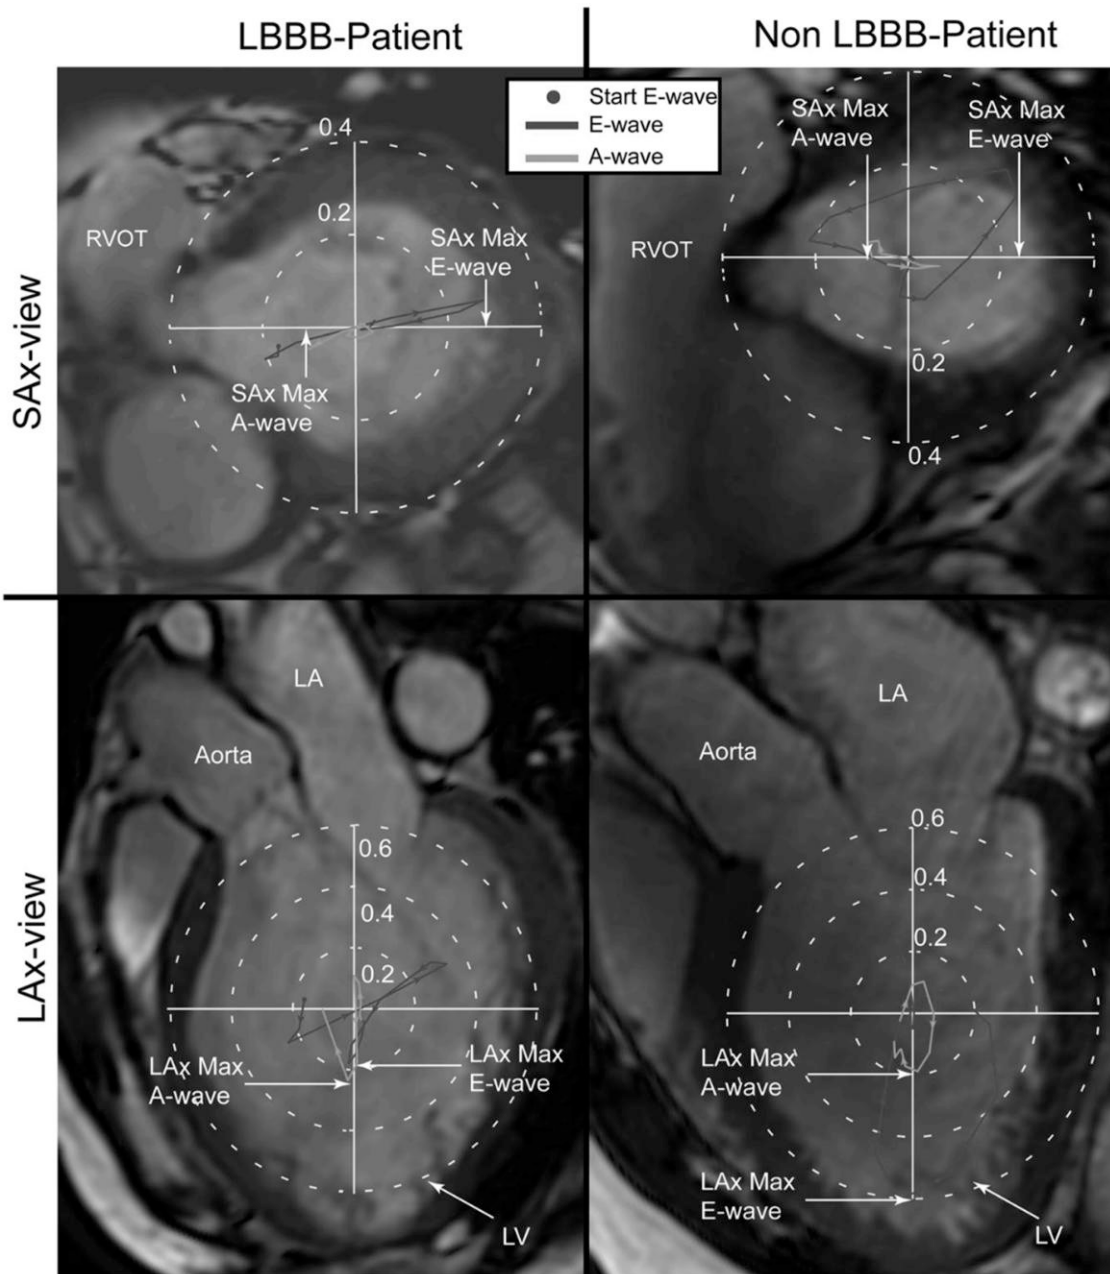 LBBB-Patient
Non LBBB-Patient
Start E-wave
E-wave
A-wave
SAx-view
0.4
0.2
RVOT
SAx Max
E-wave
SAx Max
A-wave
SAx Max
A-wave
SAx Max
E-wave
RVOT
0.2
0.4
LAx-view
LA
Aorta
0.6
0.4
0.2
LAx Max
A-wave
LAx Max
E-wave
LV
LA
Aorta
0.6
0.4
0.2
LAx Max
A-wave
LAx Max
E-wave
LV